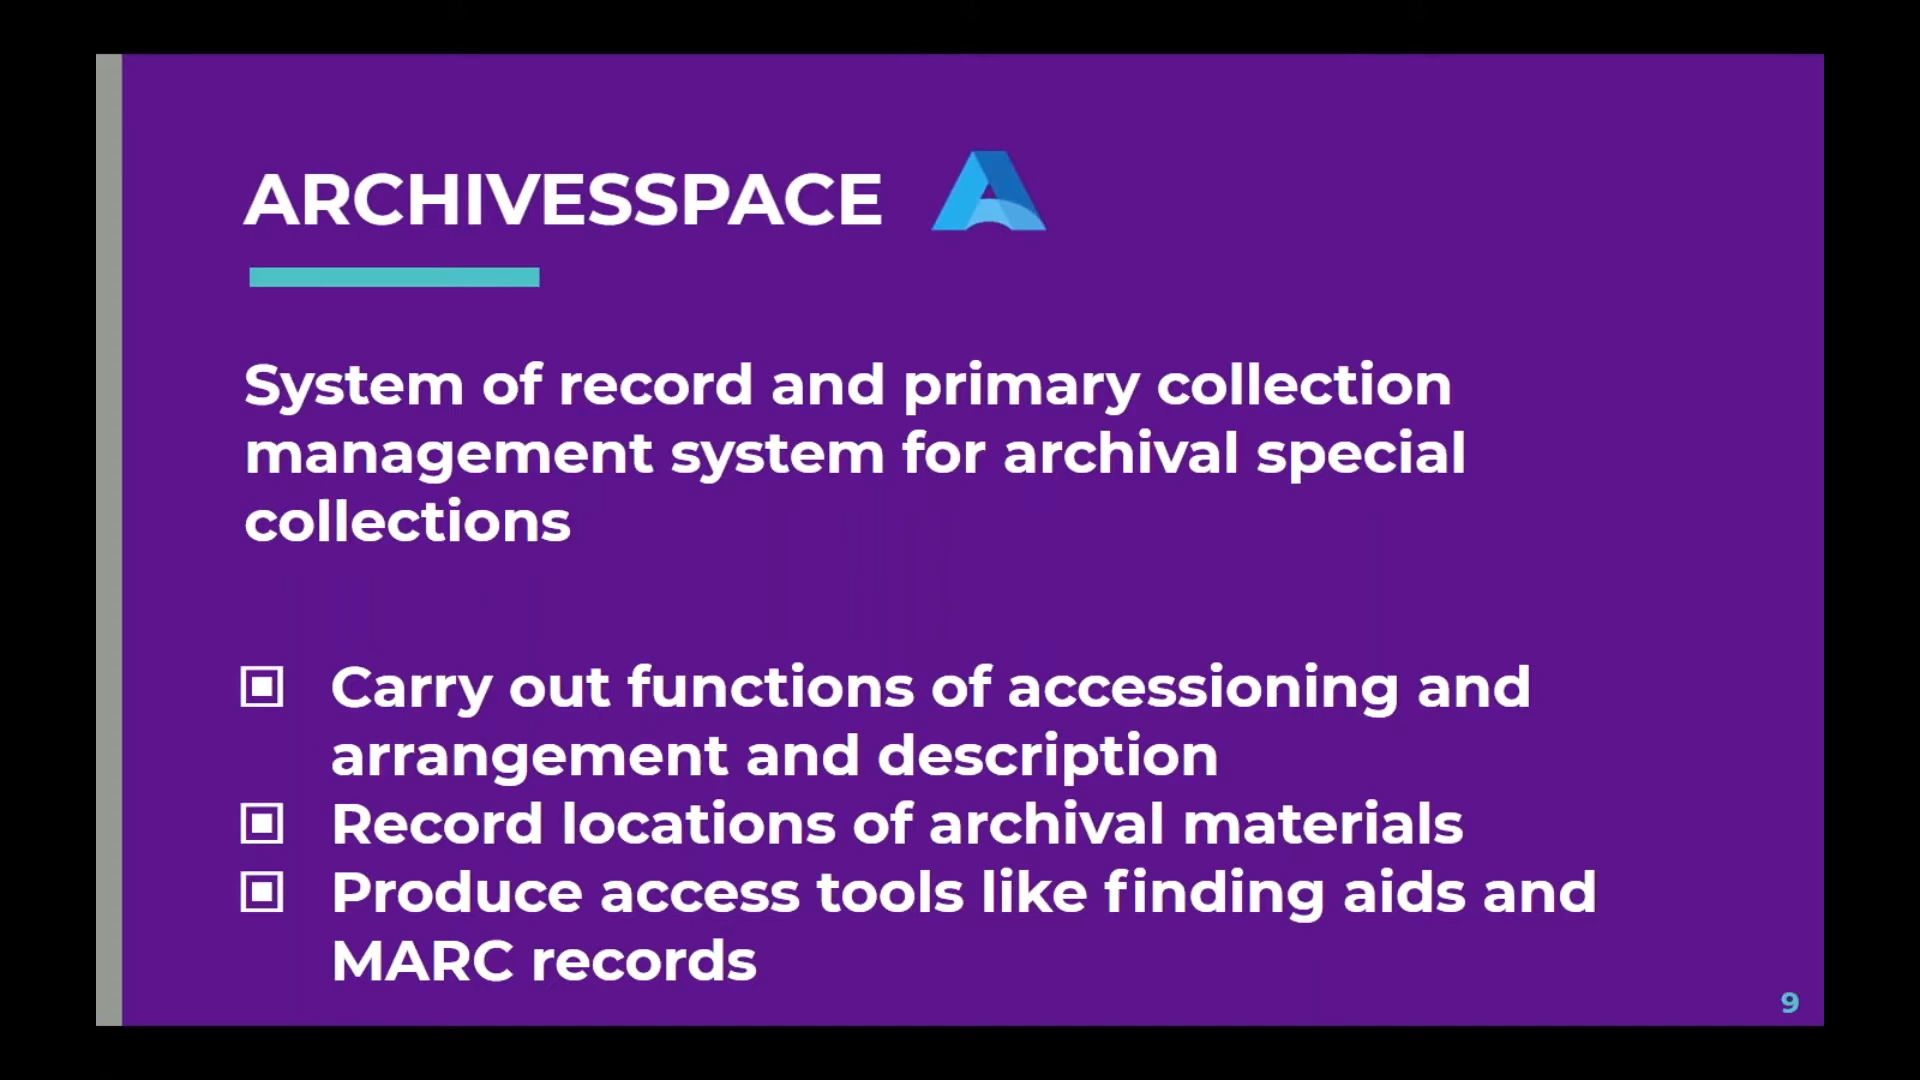 ARCHIVESSPACE
System of record and primary collection
management system for archival special
collections
Carry out functions of accessioning and
arrangement and description
Record locations of archival materials
Produce access tools like finding aids and
MARC records
9